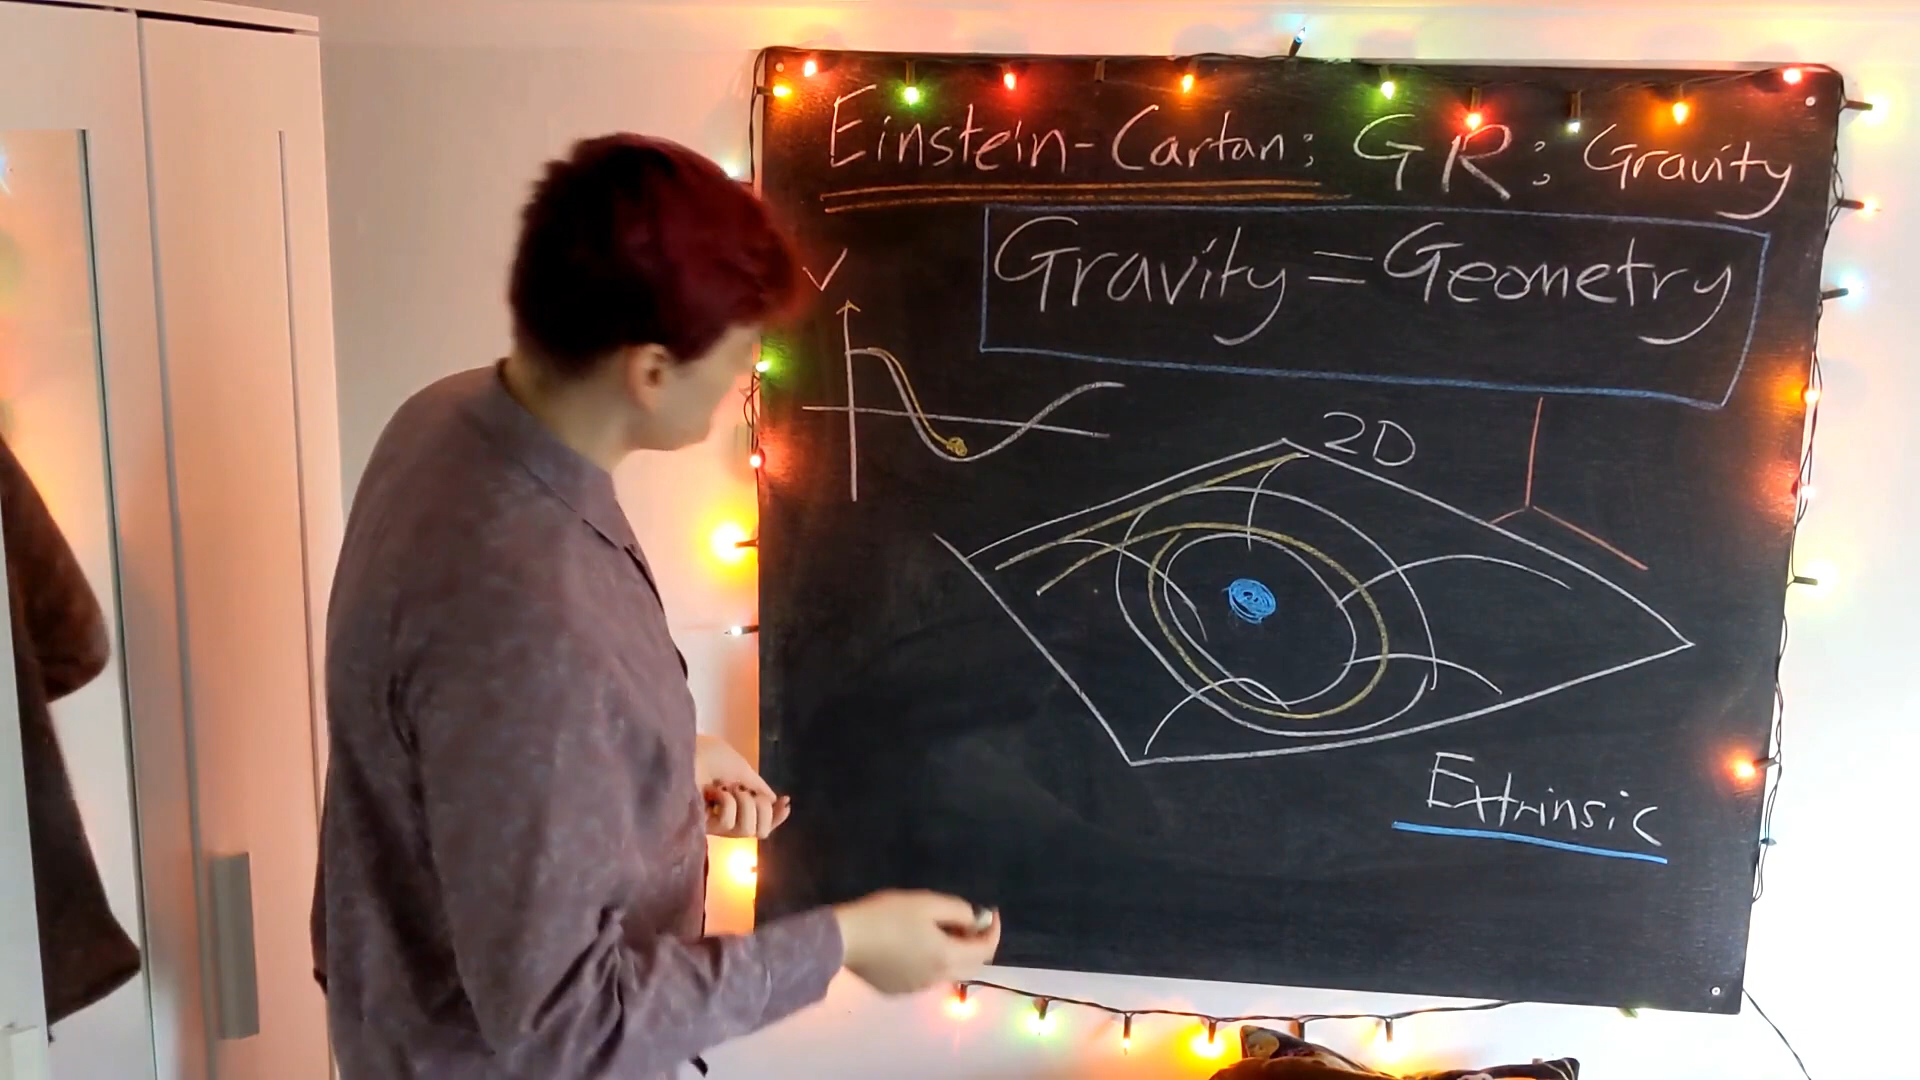 Einstein-Cartan: GR: Gravity
Gravity = Geometry
V
2D
Extrinsic